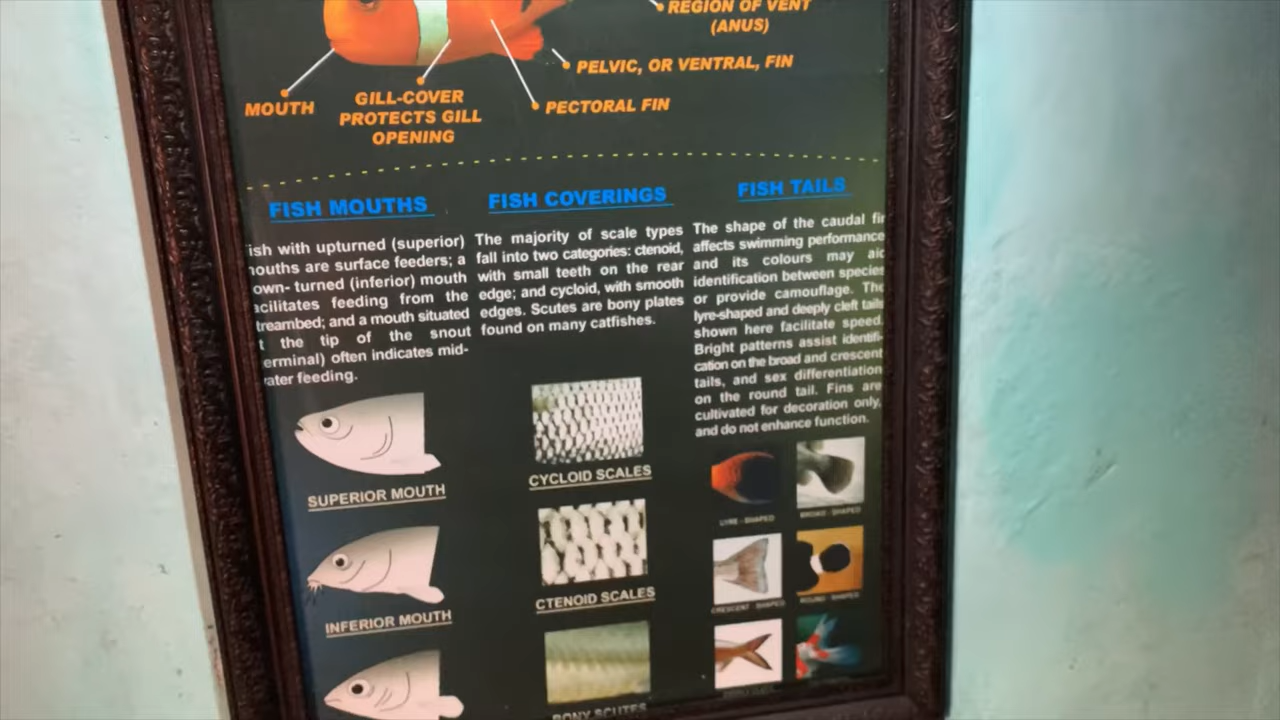 REGION OF VENT
(ANUS)
PELVIC, OR VENTRAL, FIN
PECTORAL FIN
MOUTH
GILL-COVER
PROTECTS GILL
OPENING
FISH MOUTHS
ish with upturned (superior)
ouths are surface feeders; a
own- turned (inferior) mouth
acilitates feeding from the
treambed; and a mouth situated
t the tip of the snout
erminal) often indicates mid-
ater feeding.
SUPERIOR MOUTH
INFERIOR MOUTH
FISH COVERINGS
The majority of scale types
fall into two categories: ctenoid,
with small teeth on the rear
edge; and cycloid, with smooth
edges. Scutes are bony plates
found on many catfishes.
CYCLOID SCALES
CTENOID SCALES
BONY SCUTES
FISH TAILS
The shape of the caudal fin
affects swimming performance
and its colours may aid
identification between species
or provide camouflage. The
lyre-shaped and deeply cleft tails
shown here facilitate speed.
Bright patterns assist identifi-
cation on the broad and crescent
tails, and sex differentiation
on the round tail. Fins are
cultivated for decoration only,
and do not enhance function.
LYRE - SHAPED
BROAD - SHAPED
CRESCENT - SHAPED
ROUND - SHAPED